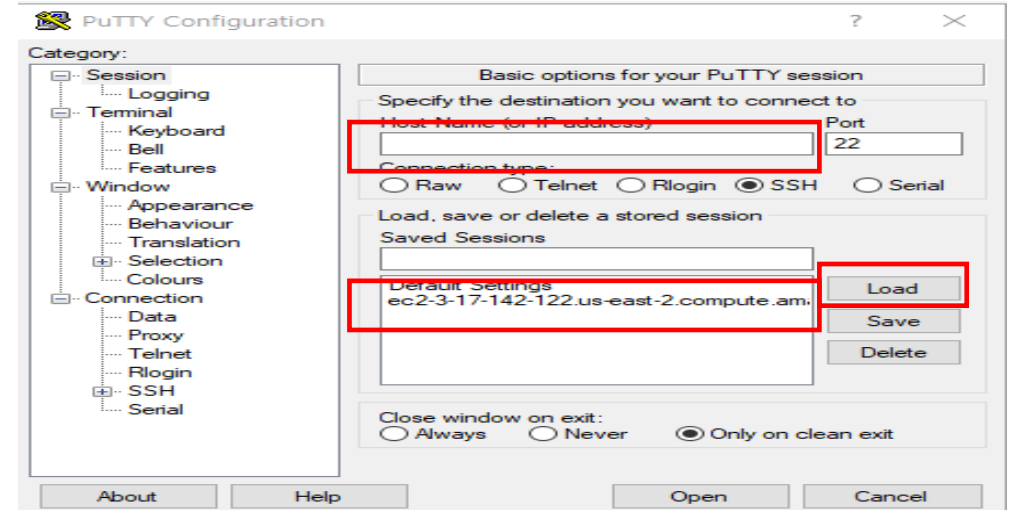 PuTTY Configuration
Category:
Session
Logging
Terminal
Keyboard
Bell
Features
Window
Appearance
Behaviour
Translation
Selection
Colours
Connection
Data
Proxy
Telnet
Rlogin
SSH
Serial
Basic options for your PuTTY session
Specify the destination you want to connect to
Host Name (or IP address) Port
22
Connection type:
Raw Telnet Rlogin SSH Serial
Load, save or delete a stored session
Saved Sessions
Default Settings
ec2-3-17-142-122.us-east-2.compute.am
Load
Save
Delete
Close window on exit:
Always Never Only on clean exit
About Help Open Cancel